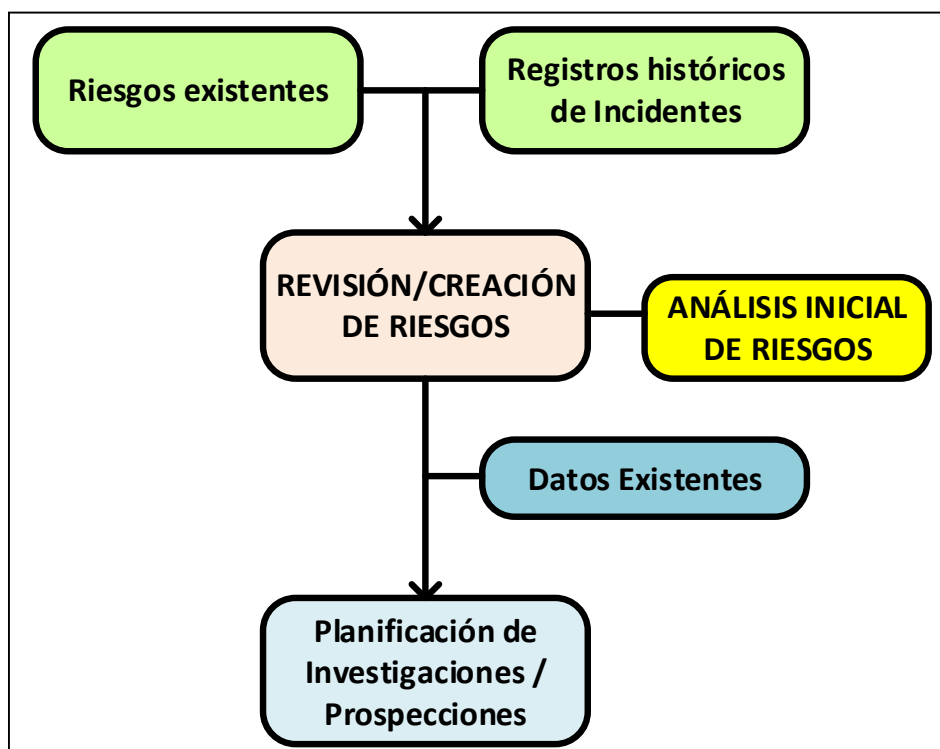 Riesgos existentes
Registros históricos
de Incidentes
REVISIÓN/CREACIÓN
DE RIESGOS
ANÁLISIS INICIAL
DE RIESGOS
Datos Existentes
Planificación de
Investigaciones /
Prospecciones